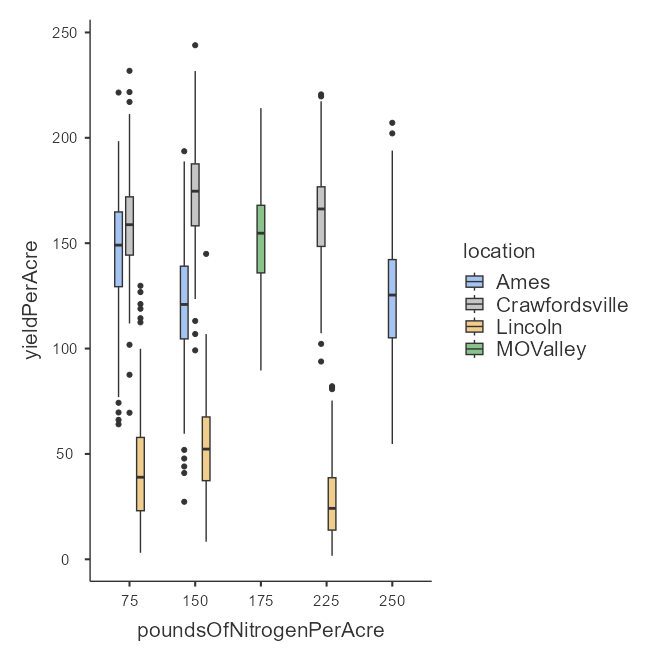 250
200
150
100
50
0
yieldPerAcre
75 150 175 225 250
poundsOfNitrogenPerAcre
location
Ames
Crawfordsville
Lincoln
MOValley